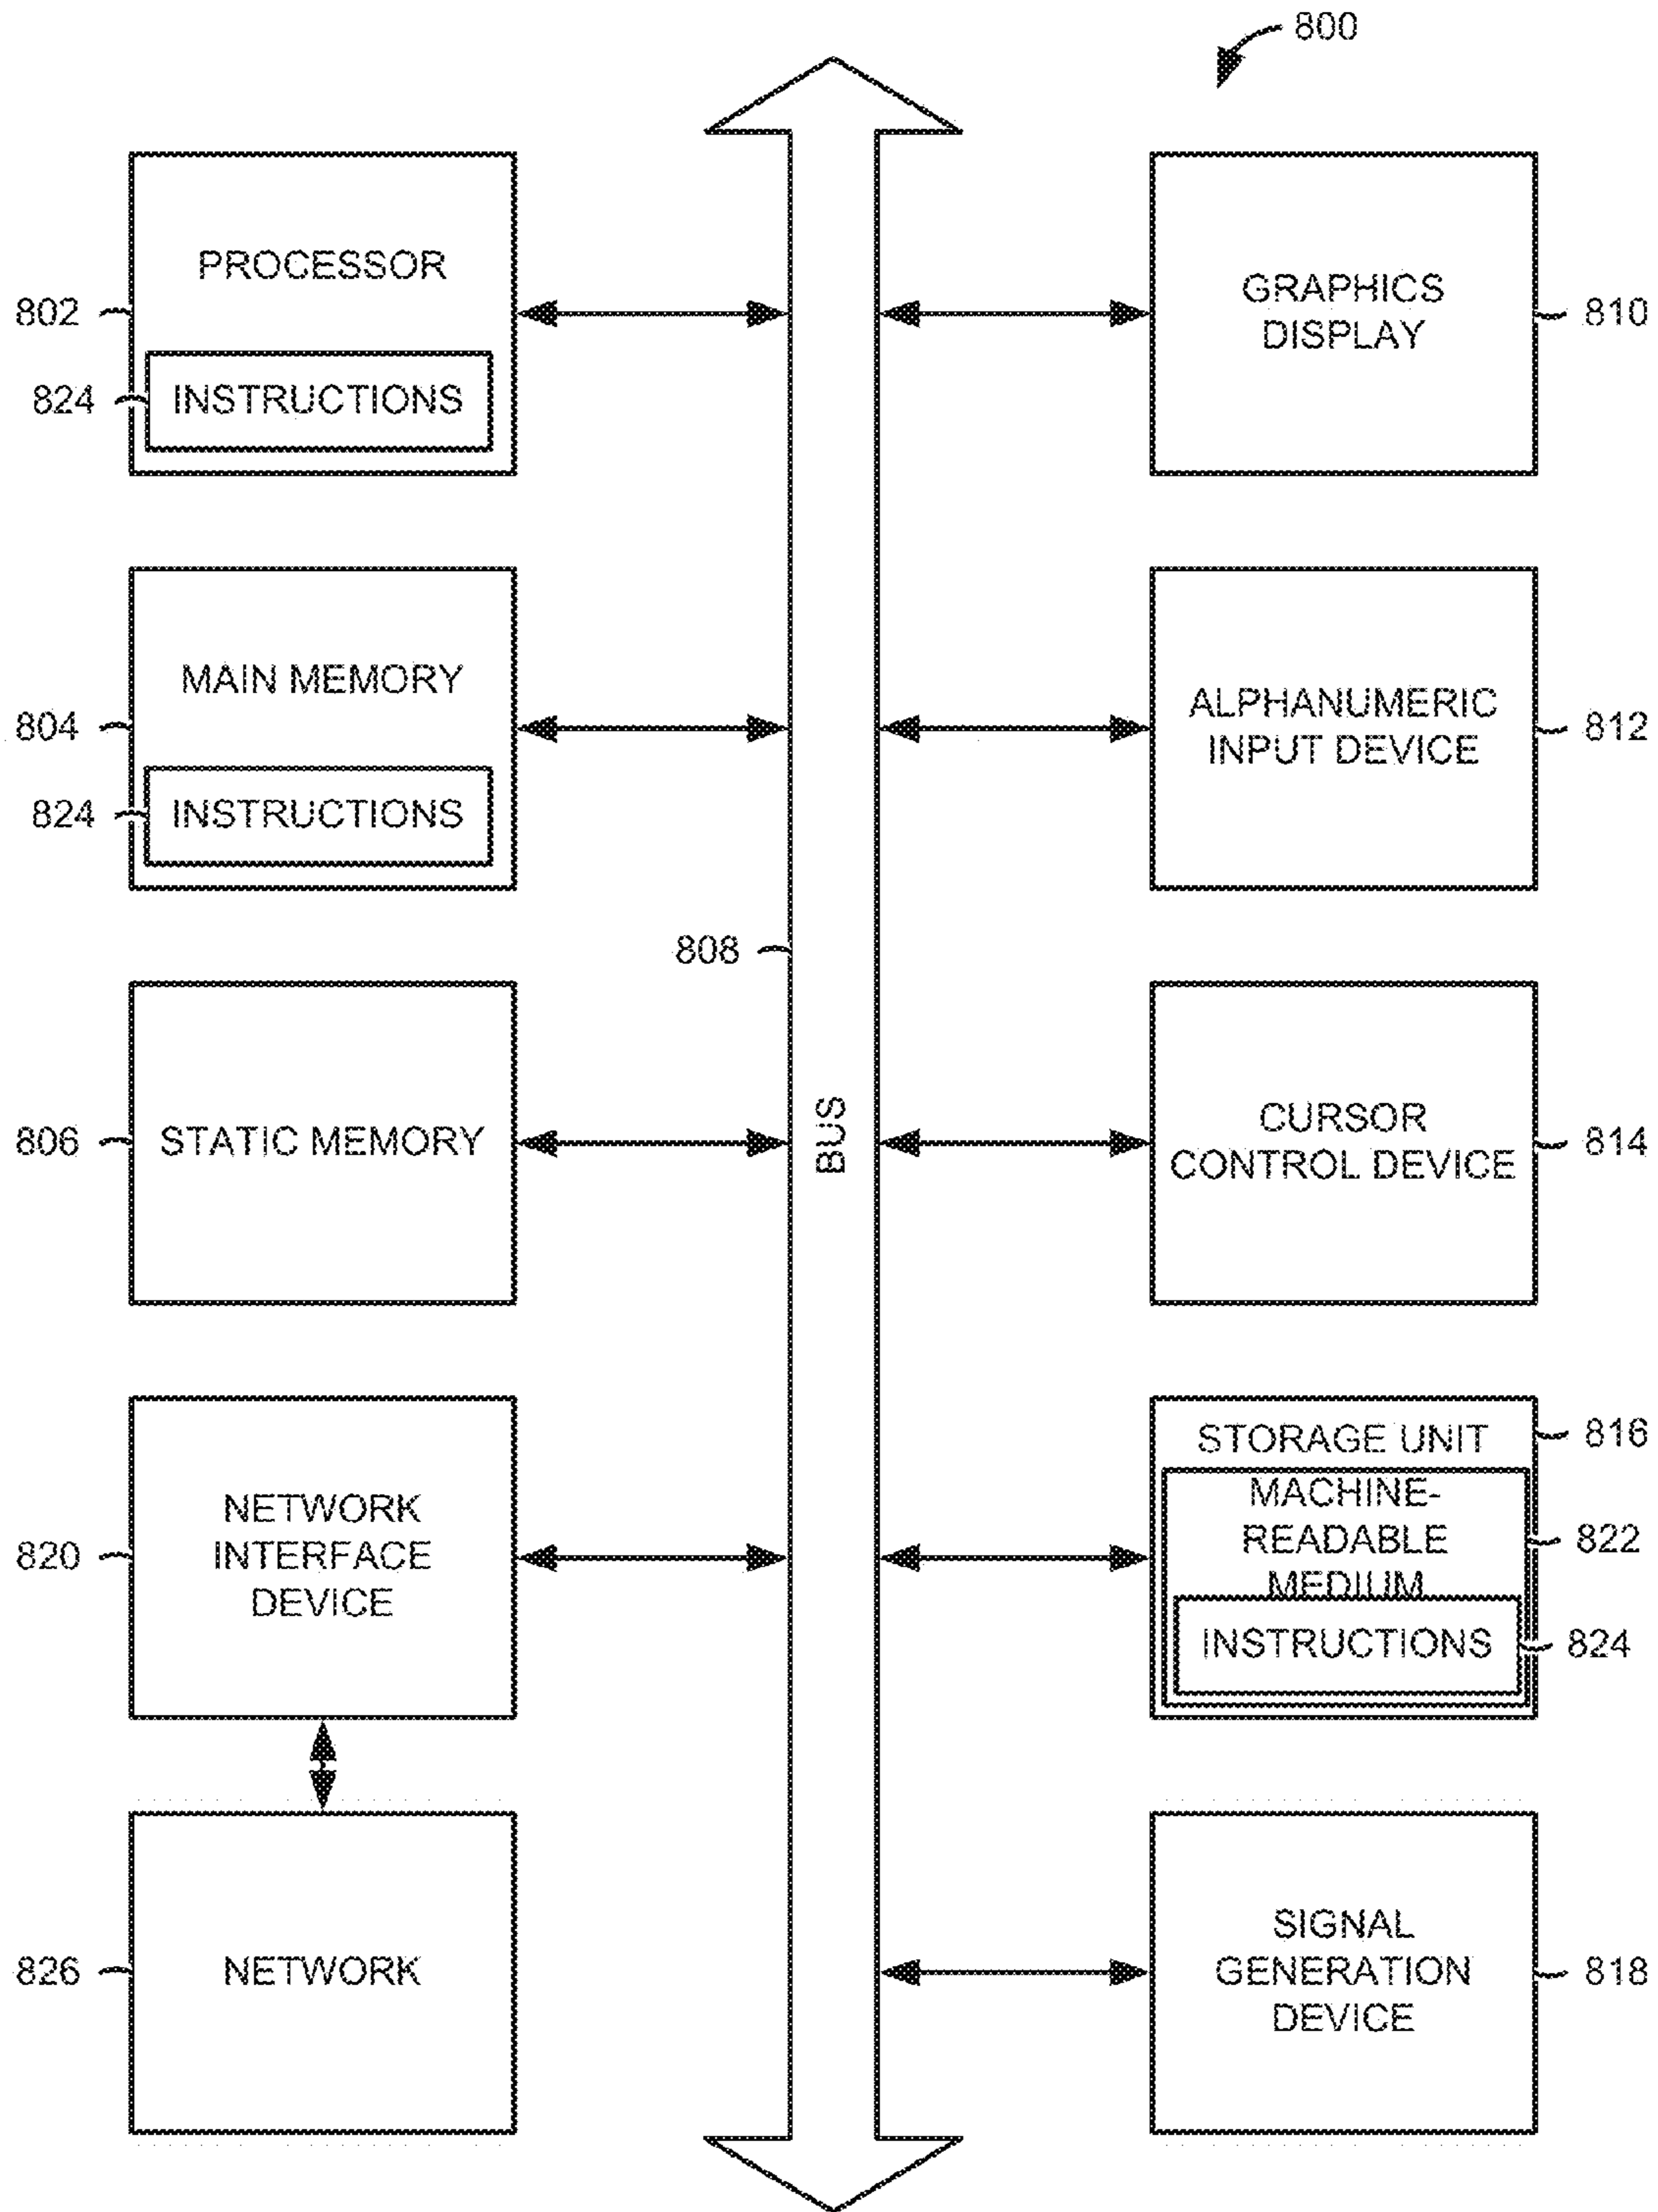 800
PROCESSOR
802
824
INSTRUCTIONS
MAIN MEMORY
804
824
INSTRUCTIONS
808
806
STATIC MEMORY
BUS
820
NETWORK
INTERFACE
DEVICE
826
NETWORK
GRAPHICS
DISPLAY
810
ALPHANUMERIC
INPUT DEVICE
812
CURSOR
CONTROL DEVICE
814
STORAGE UNIT
816
MACHINE-
READABLE
MEDIUM
822
INSTRUCTIONS
824
SIGNAL
GENERATION
DEVICE
818